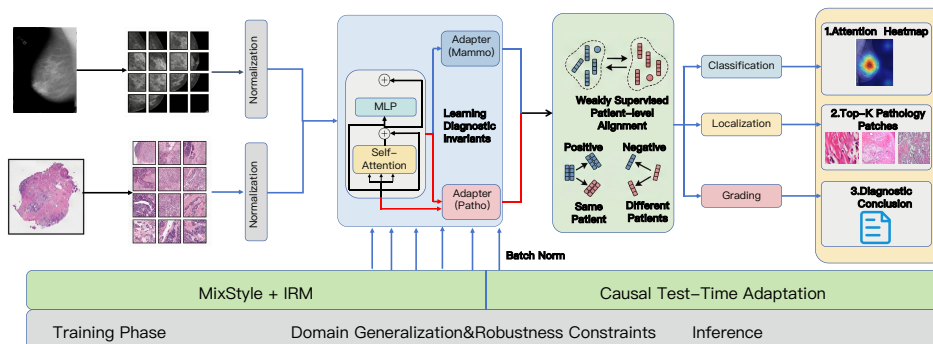 Normalization
Normalization
MLP
Self-
Attention
Adapter
(Mammo)
Learning
Diagnostic
Invariants
Adapter
(Patho)
Weakly Supervised
Patient-level
Alignment
Positive
Negative
Same
Patient
Different
Patients
Classification
Localization
Grading
1.Attention Heatmap
2.Top-K Pathology
Patches
3.Diagnostic
Conclusion
Batch Norm
MixStyle + IRM
Causal Test-Time Adaptation
Training Phase
Domain Generalization&Robustness Constraints
Inference